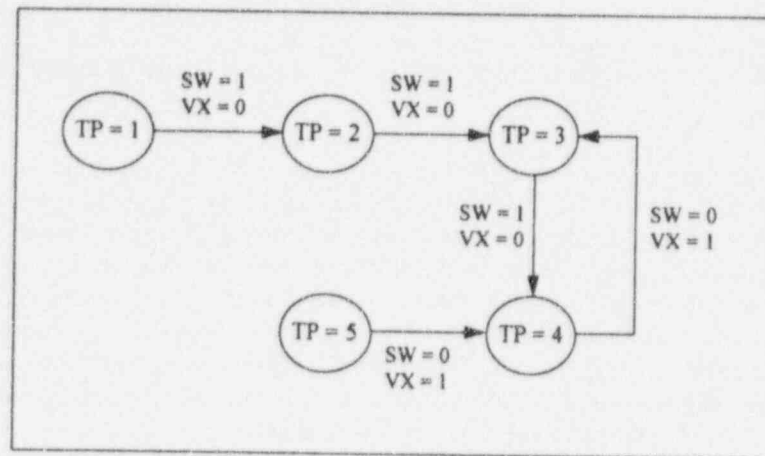 SW = 1
VX = 0
SW = 1
VX = 0
TP = 1
TP = 2
TP = 3
SW = 1
VX = 0
SW = 0
VX = 1
TP = 5
TP = 4
SW = 0
VX = 1